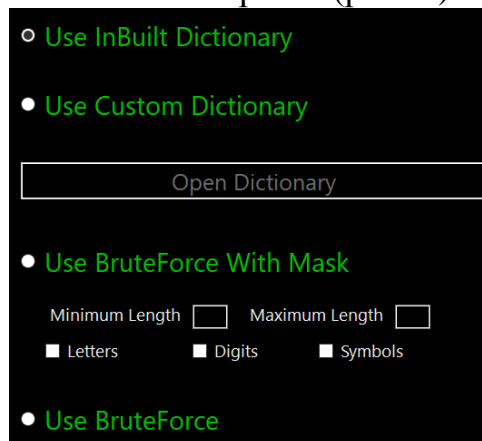 Use InBuilt Dictionary
Use Custom Dictionary
Open Dictionary
Use BruteForce With Mask
Minimum Length Maximum Length
Letters Digits Symbols
Use BruteForce